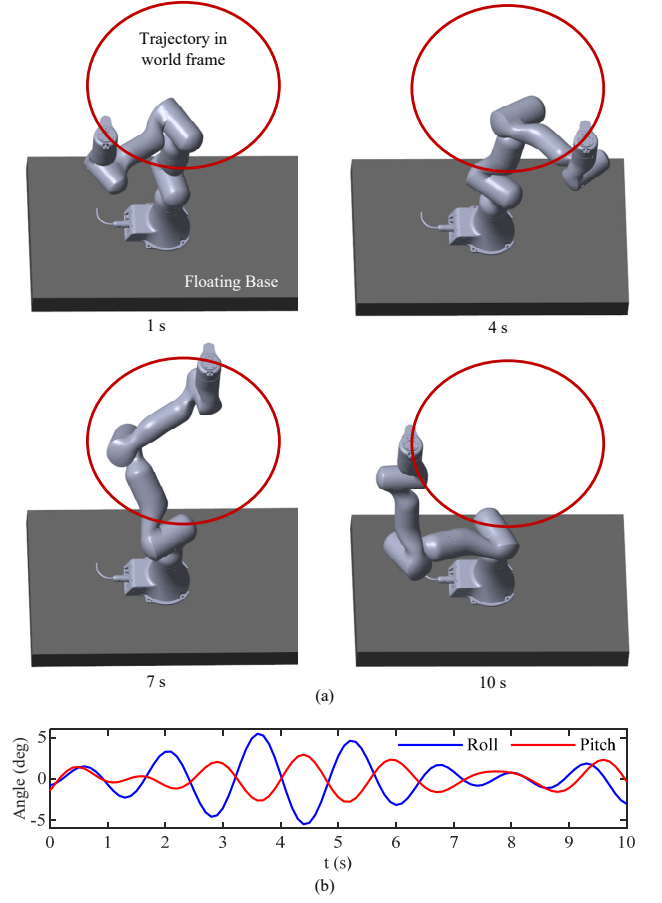 Trajectory in
world frame
Floating Base
1 s
4 s
7 s
10 s
(a)
Angle (deg)
5
0
-5
Roll
Pitch
0 1 2 3 4 5 6 7 8 9 10
t (s)
(b)